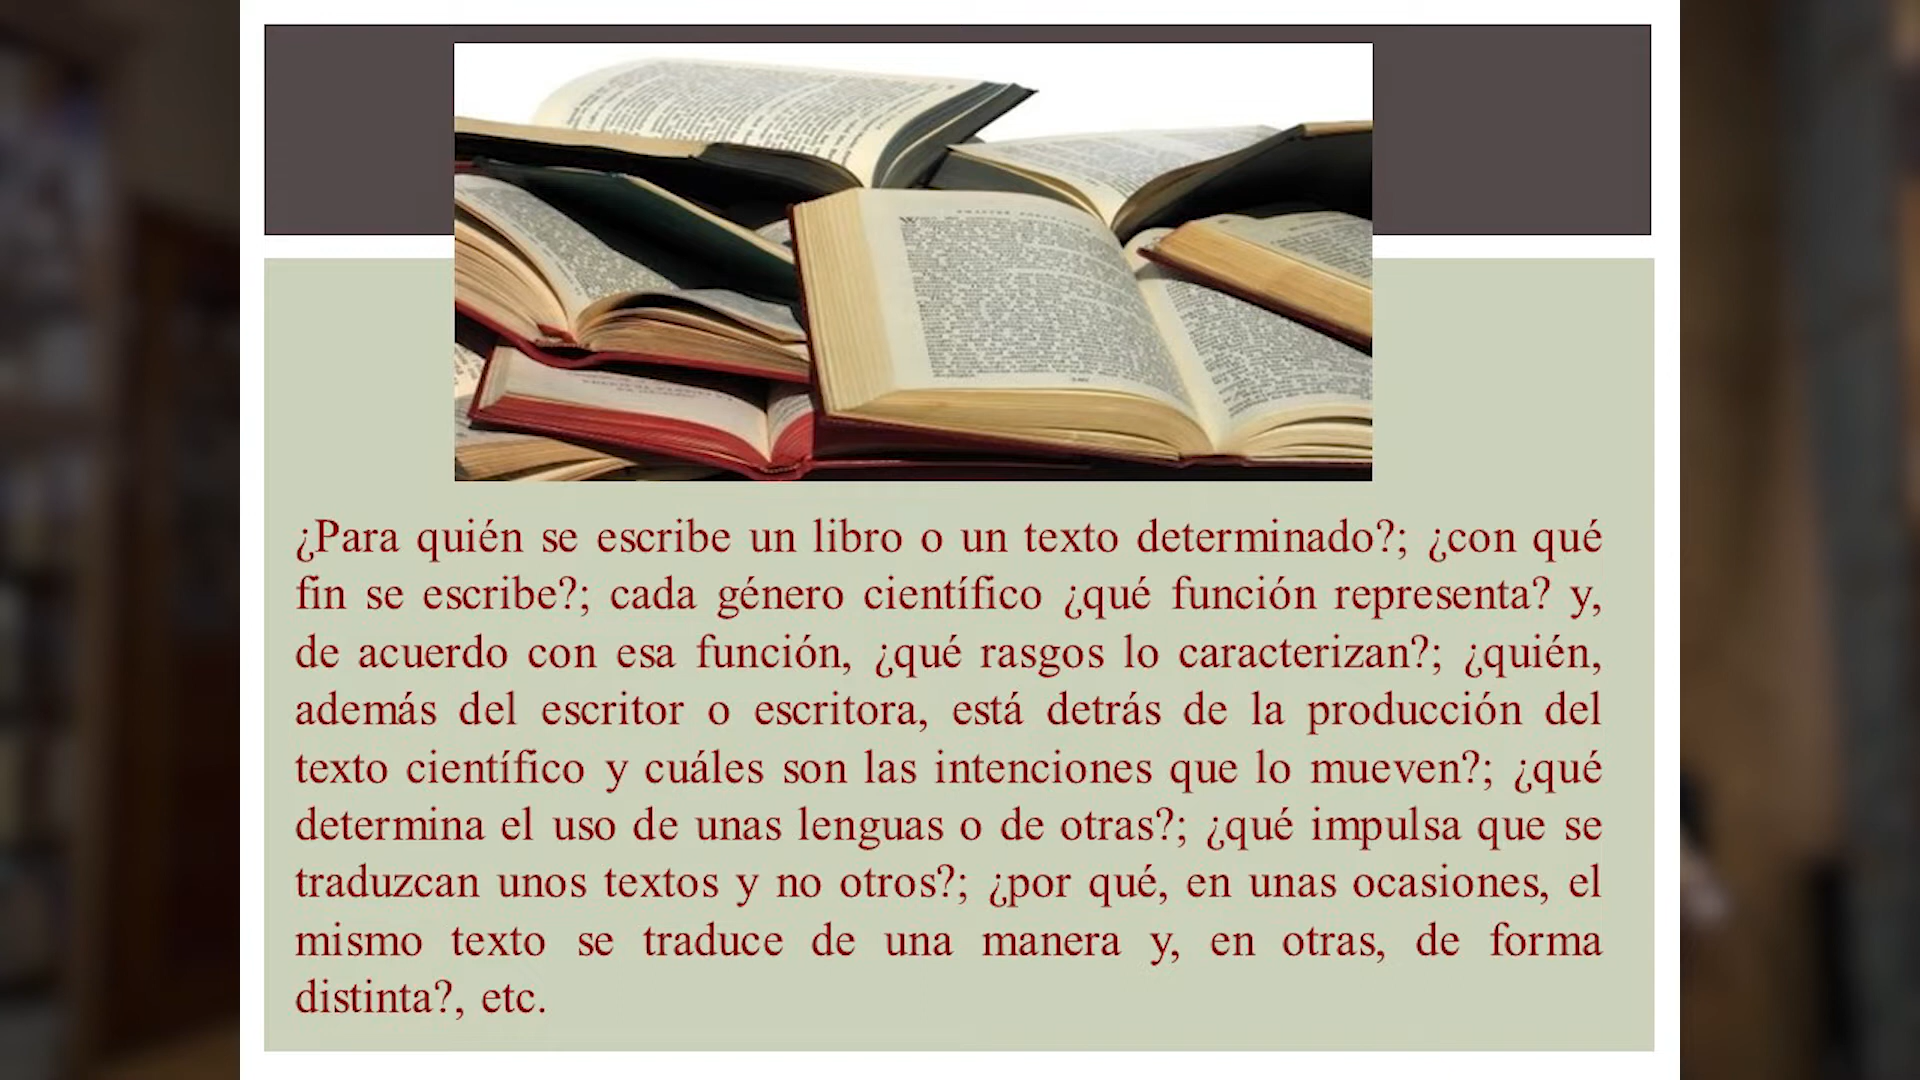 ¿Para quién se escribe un libro o un texto determinado?; ¿con qué
fin se escribe?; cada género científico ¿qué función representa? y,
de acuerdo con esa función, ¿qué rasgos lo caracterizan?; ¿quién,
además del escritor o escritora, está detrás de la producción del
texto científico y cuáles son las intenciones que lo mueven?; ¿qué
determina el uso de unas lenguas o de otras?; ¿qué impulsa que se
traduzcan unos textos y no otros?; ¿por qué, en unas ocasiones, el
mismo texto se traduce de una manera y, en otras, de forma
distinta?, etc.